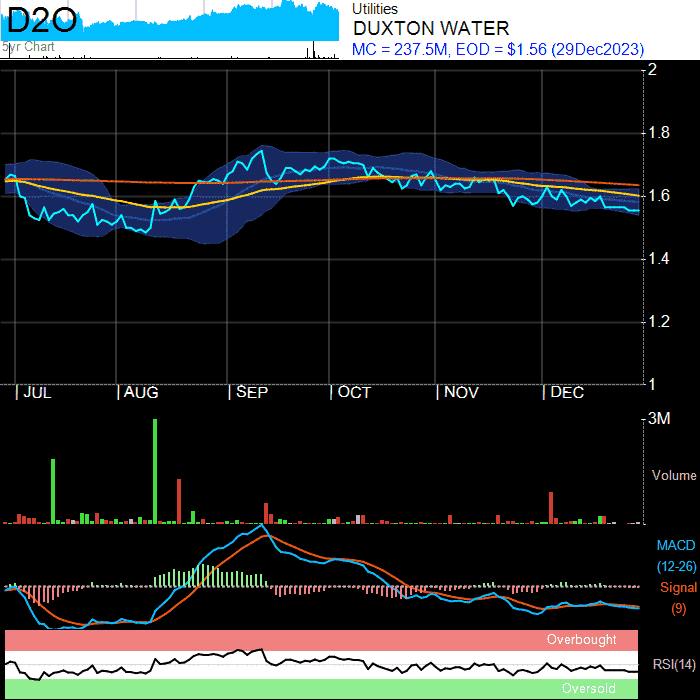 D2O
5yr Chart
Utilities
DUXTON WATER
MC = 237.5M, EOD = $1.56 (29Dec2023)
2
1.8
1.6
1.4
1.2
1
JUL AUG SEP OCT NOV DEC
3M
Volume
MACD
(12-26)
Signal
(9)
Overbought
RSI(14)
Oversold